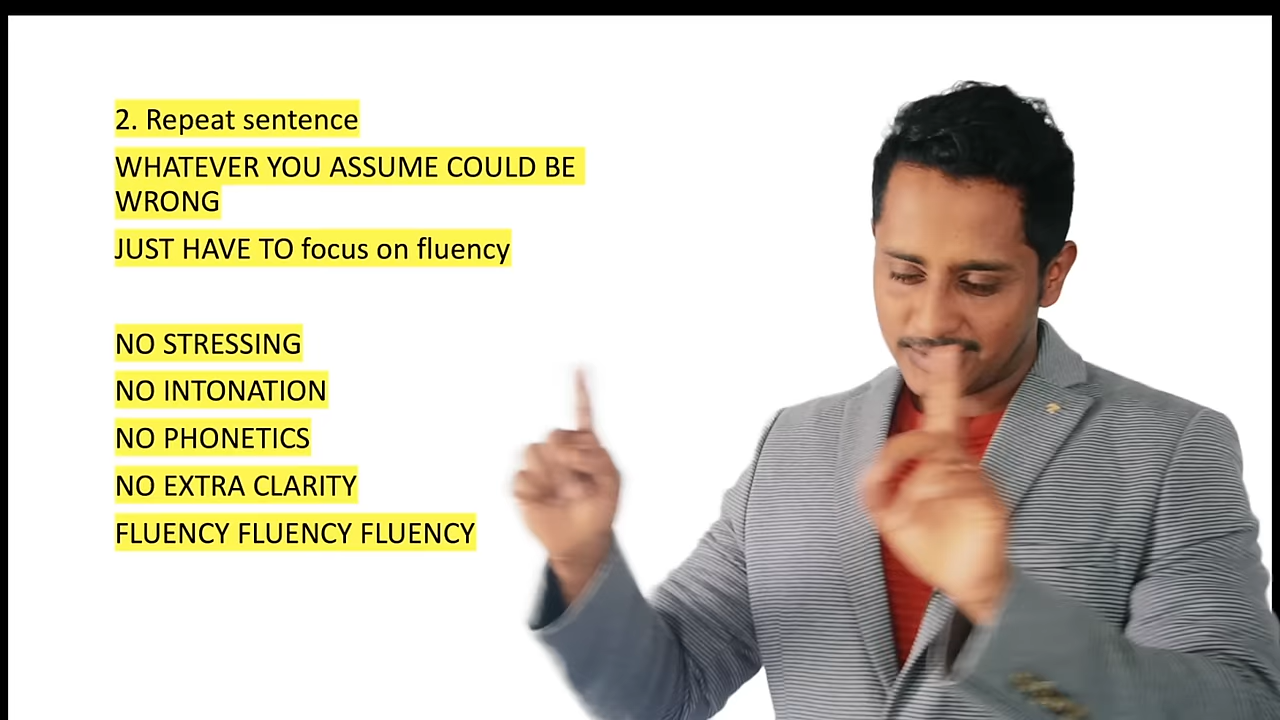 2. Repeat sentence
WHATEVER YOU ASSUME COULD BE
WRONG
JUST HAVE TO focus on fluency
NO STRESSING
NO INTONATION
NO PHONETICS
NO EXTRA CLARITY
FLUENCY FLUENCY FLUENCY